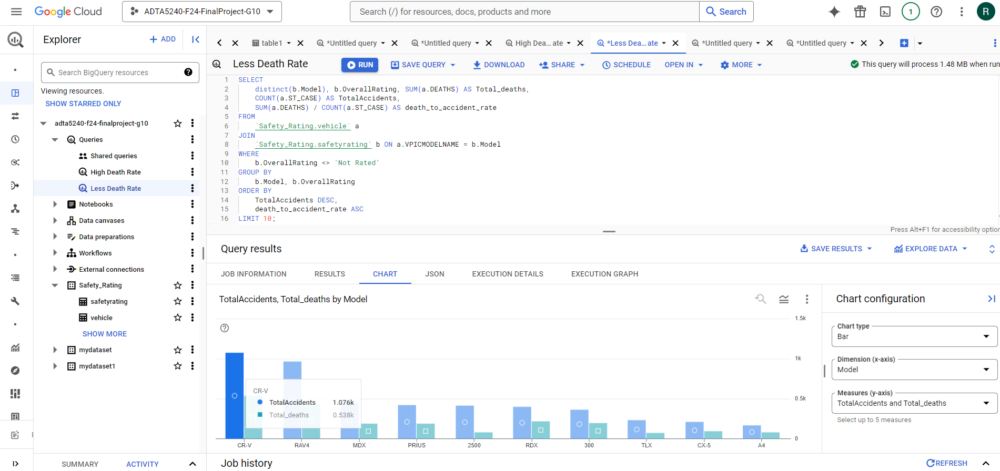 Google Cloud
ADTA5240-F24-FinalProject-G10
Search (/) for resources, docs, products and more
Search
1
R
Explorer
ADD
table1
*Untitled query
*Untitled query
High Dea...ate
*Less Dea...ate
*Untitled query
*Untitled query
Less Death Rate
RUN
SAVE QUERY
DOWNLOAD
SHARE
SCHEDULE
OPEN IN
MORE
This query will process 1.48 MB when run
Search BigQuery resources
Viewing resources.
SHOW STARRED ONLY
adta5240-f24-finalproject-g10
Queries
Shared queries
High Death Rate
Less Death Rate
Notebooks
Data canvases
Data preparations
Workflows
External connections
Safety_Rating
safetyrating
vehicle
SHOW MORE
mydataset
mydataset1
SUMMARY
ACTIVITY
1 SELECT
2 distinct(b.Model), b.OverallRating, SUM(a.DEATHS) AS Total_deaths,
3 COUNT(a.ST_CASE) AS TotalAccidents,
4 SUM(a.DEATHS) / COUNT(a.ST_CASE) AS death_to_accident_rate
5 FROM
6 `Safety_Rating.vehicle` a
7 JOIN
8 `Safety_Rating.safetyrating` b ON a.VPICMODELNAME = b.Model
9 WHERE
10 b.OverallRating <> 'Not Rated'
11 GROUP BY
12 b.Model, b.OverallRating
13 ORDER BY
14 TotalAccidents DESC,
15 death_to_accident_rate ASC
16 LIMIT 10;
Press Alt+F1 for accessibility option
Query results
SAVE RESULTS
EXPLORE DATA
JOB INFORMATION
RESULTS
CHART
JSON
EXECUTION DETAILS
EXECUTION GRAPH
TotalAccidents, Total_deaths by Model
1.5k
1k
0.5k
0
CR-V
TotalAccidents 1.076k
Total_deaths 0.538k
CR-V
RAV4
MDX
PRIUS
2500
RDX
300
TLX
CX-5
A4
Chart configuration
Chart type
Bar
Dimension (x-axis)
Model
Measures (y-axis)
TotalAccidents and Total_deaths
Select up to 5 measures
Job history
REFRESH